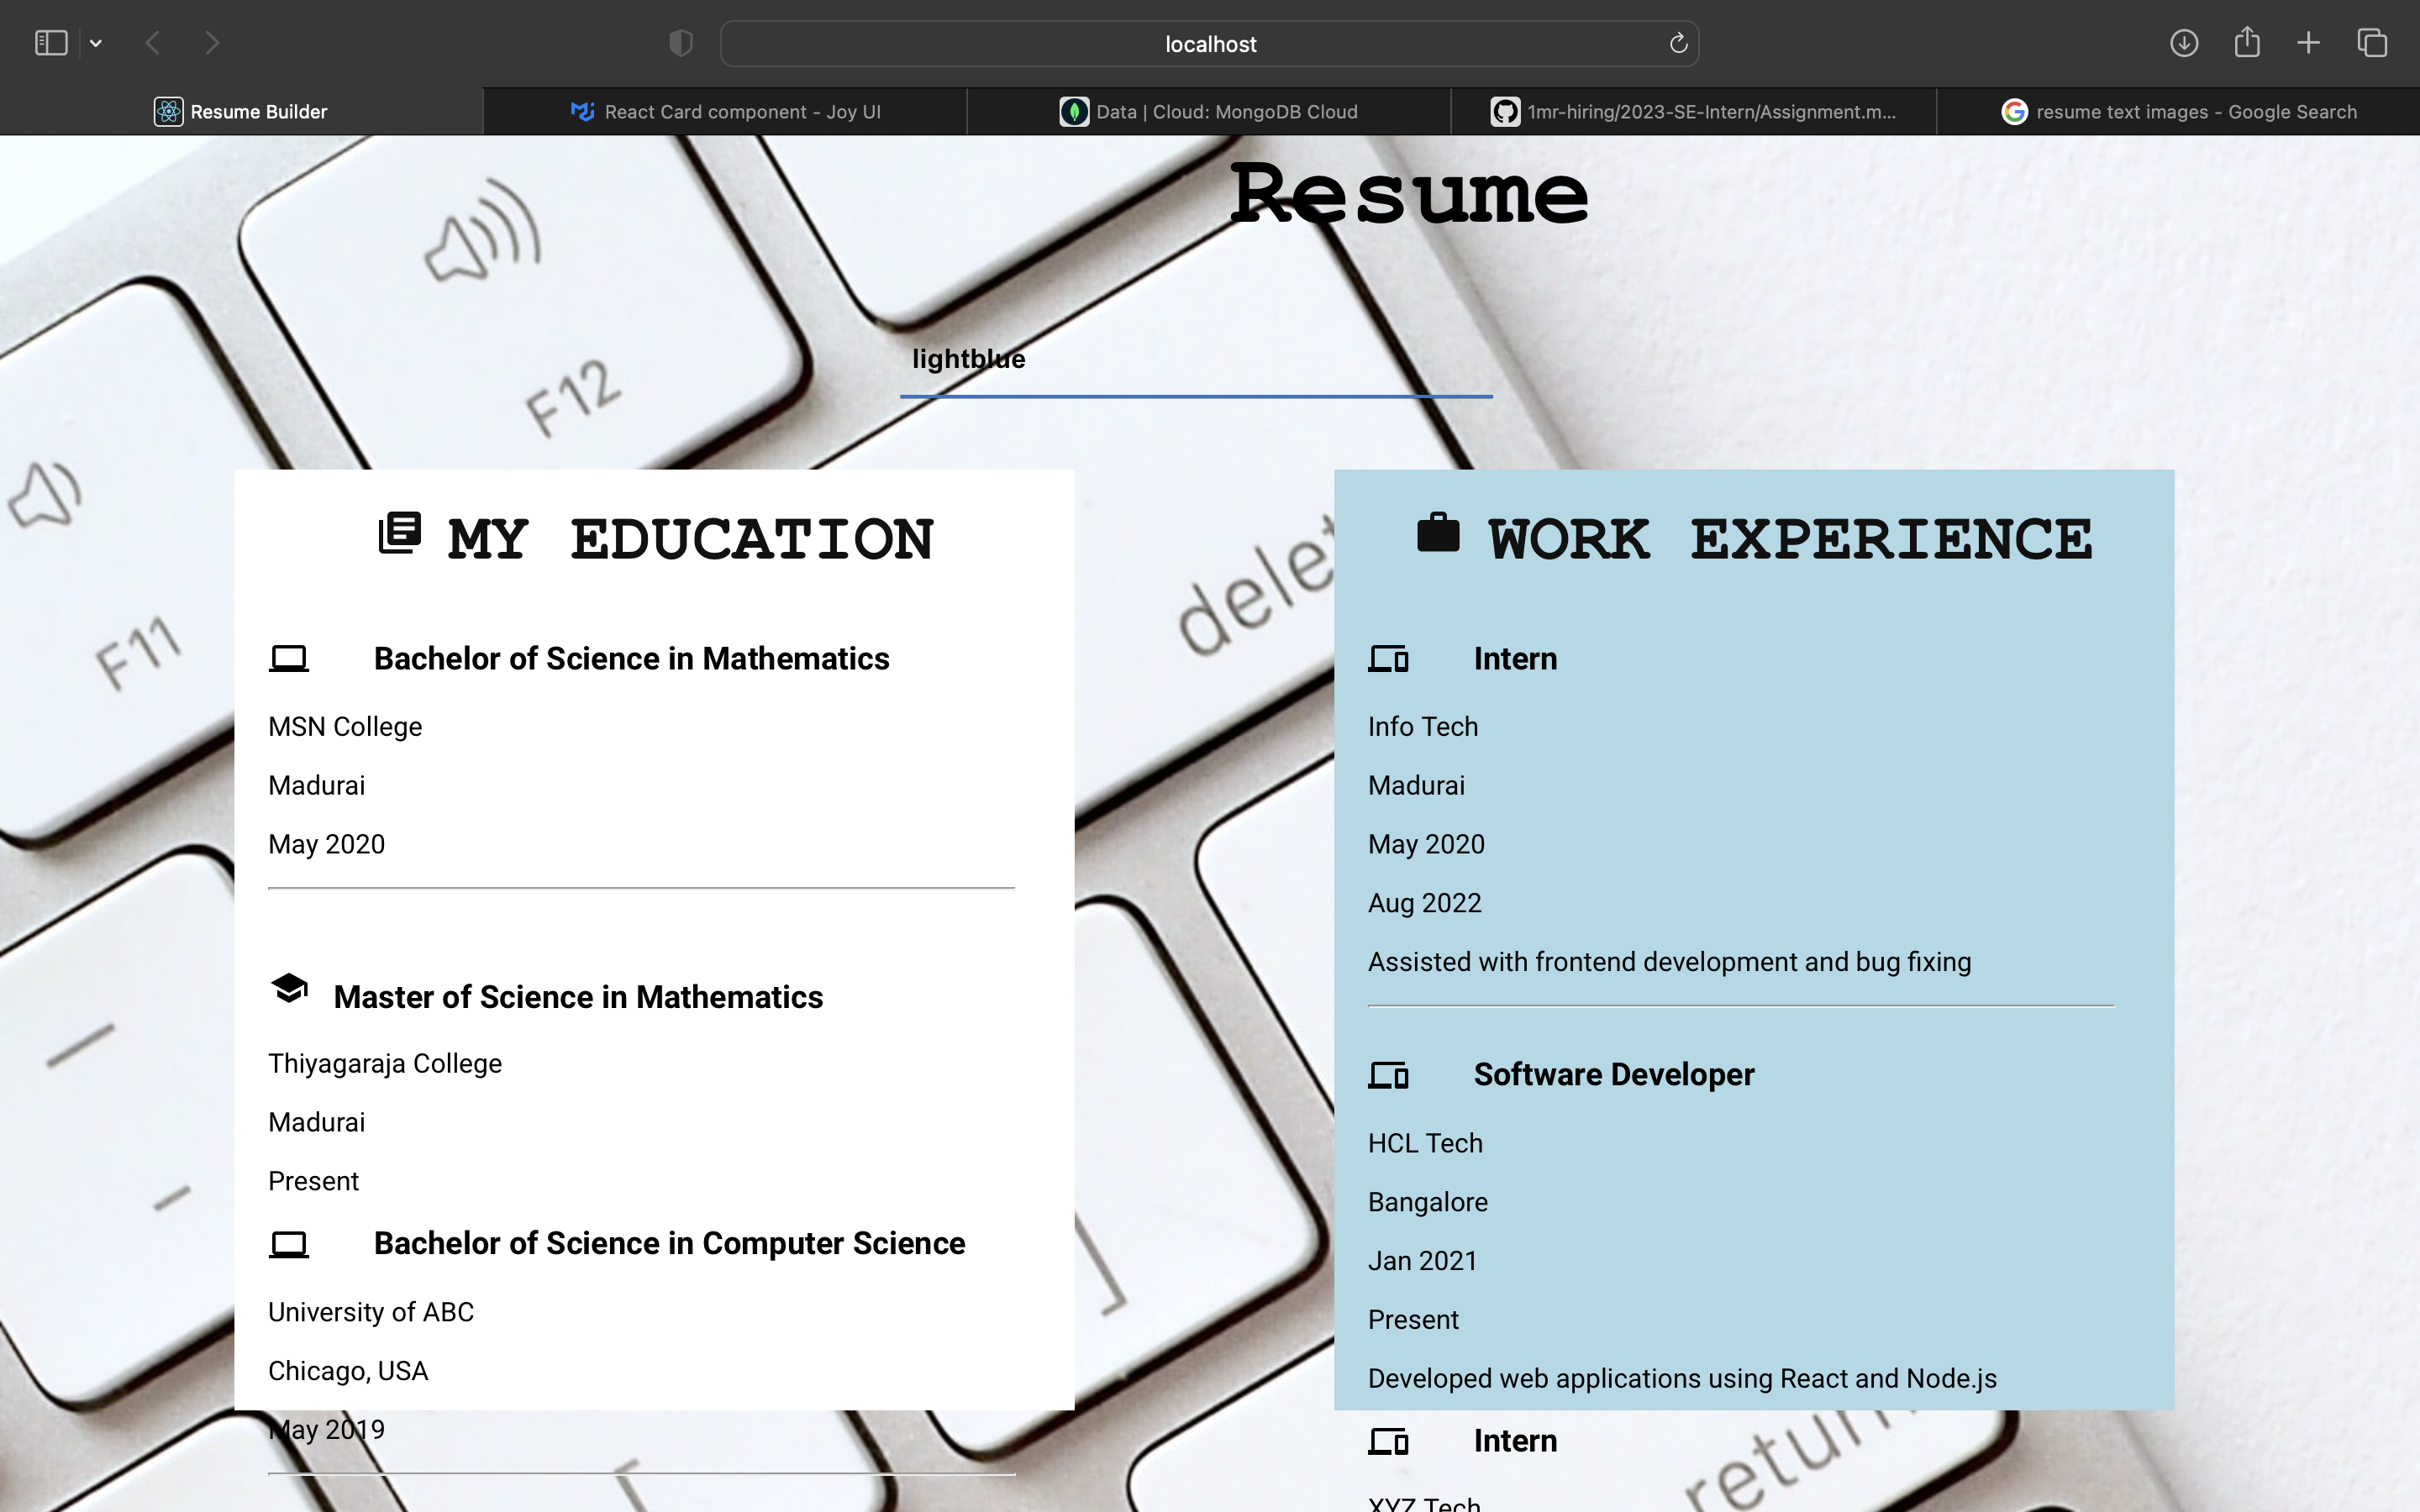 localhost
Resume Builder
React Card component - Joy UI
Data | Cloud: MongoDB Cloud
1mr-hiring/2023-SE-Intern/Assignment.m...
resume text images - Google Search
Resume
F12
lightblue
F11
delet
MY EDUCATION
Bachelor of Science in Mathematics
MSN College
Madurai
May 2020
Master of Science in Mathematics
Thiyagaraja College
Madurai
Present
Bachelor of Science in Computer Science
University of ABC
Chicago, USA
May 2019
WORK EXPERIENCE
Intern
Info Tech
Madurai
May 2020
Aug 2022
Assisted with frontend development and bug fixing
Software Developer
HCL Tech
Bangalore
Jan 2021
Present
Developed web applications using React and Node.js
Intern
XYZ Tech
return
]
[